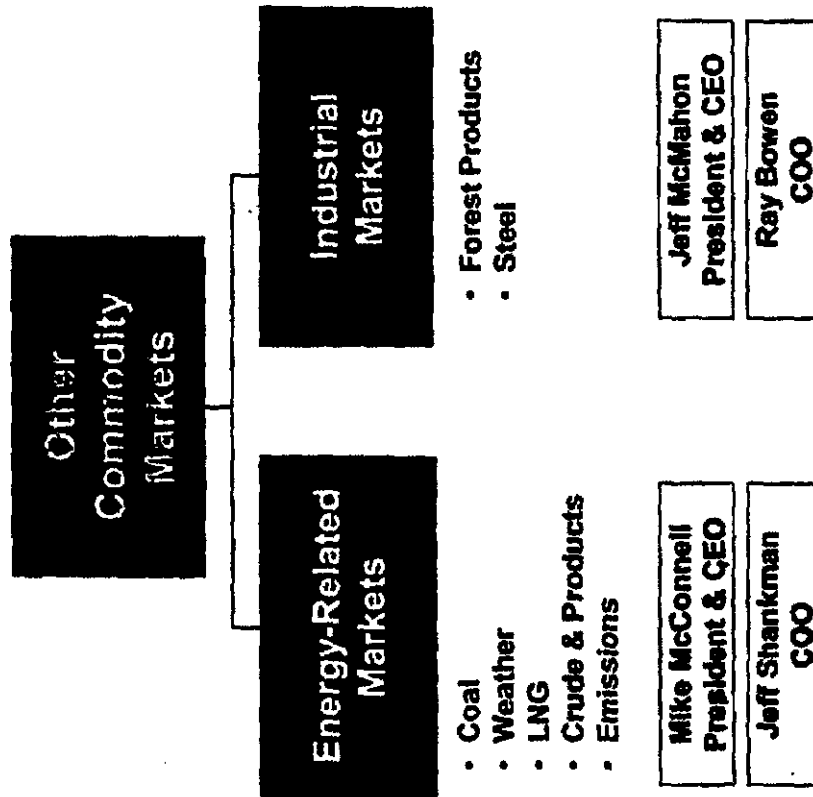 Other
Commodity
Markets
Energy-Related
Markets
• Coal
• Weather
• LNG
• Crude & Products
• Emissions
Mike McConnell
President & CEO
Jeff Shankman
COO
Industrial
Markets
• Forest Products
• Steel
Jeff McMahon
President & CEO
Ray Bowen
COO